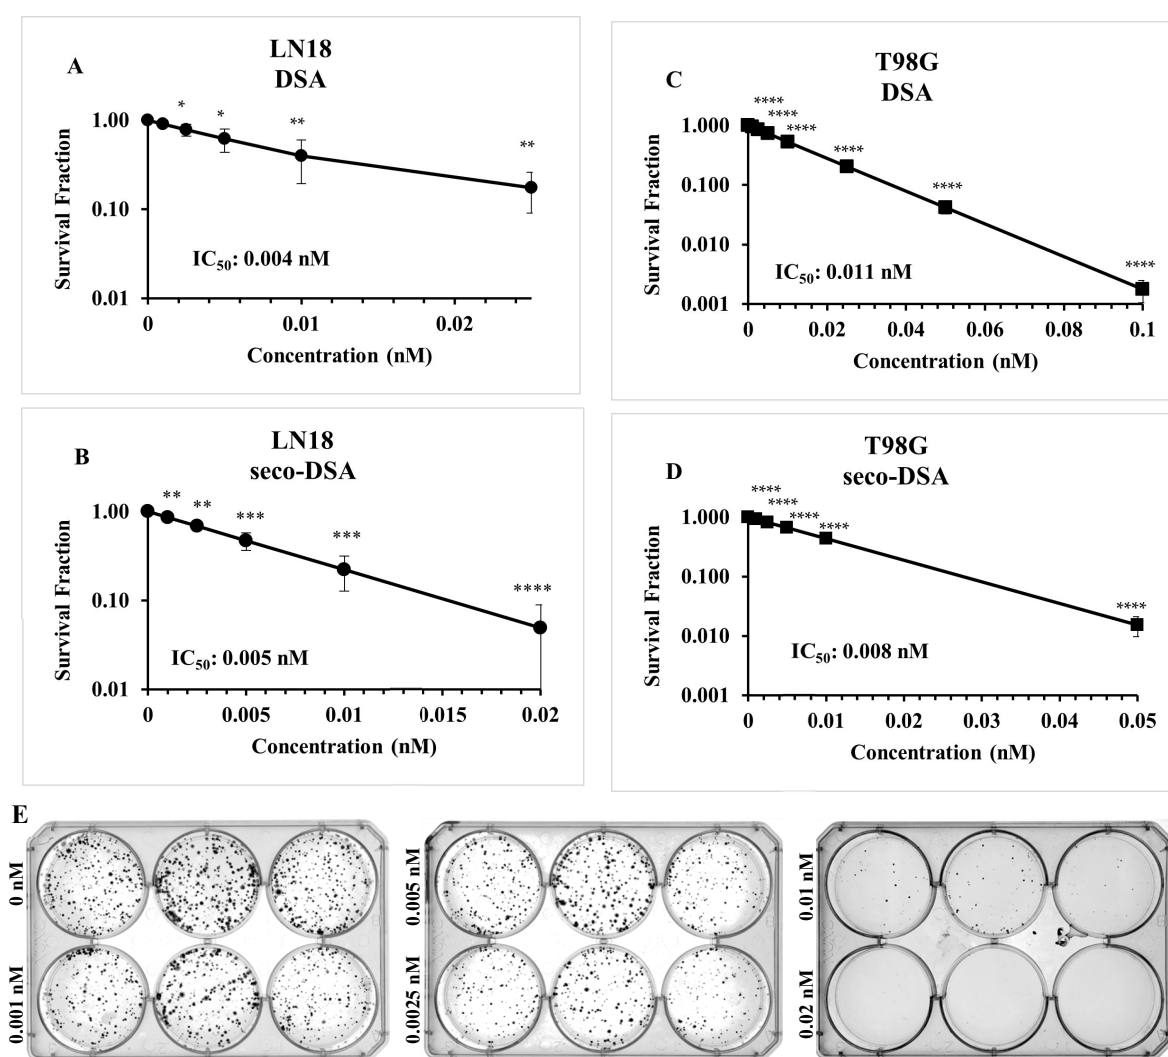 A
LN18
DSA
*
*
**
**
1.00
0.10
0.01
Survival Fraction
IC50: 0.004 nM
0
0.01
0.02
Concentration (nM)
C
T98G
DSA
****
****
****
****
****
****
1.000
0.100
0.010
0.001
Survival Fraction
IC50: 0.011 nM
0
0.02
0.04
0.06
0.08
0.1
Concentration (nM)
B
LN18
seco-DSA
**
**
***
***
****
1.00
0.10
0.01
Survival Fraction
IC50: 0.005 nM
0
0.005
0.01
0.015
0.02
Concentration (nM)
D
T98G
seco-DSA
****
****
****
****
****
1.000
0.100
0.010
0.001
Survival Fraction
IC50: 0.008 nM
0
0.01
0.02
0.03
0.04
0.05
Concentration (nM)
E
0 nM
0.001 nM
0.005 nM
0.0025 nM
0.01 nM
0.02 nM